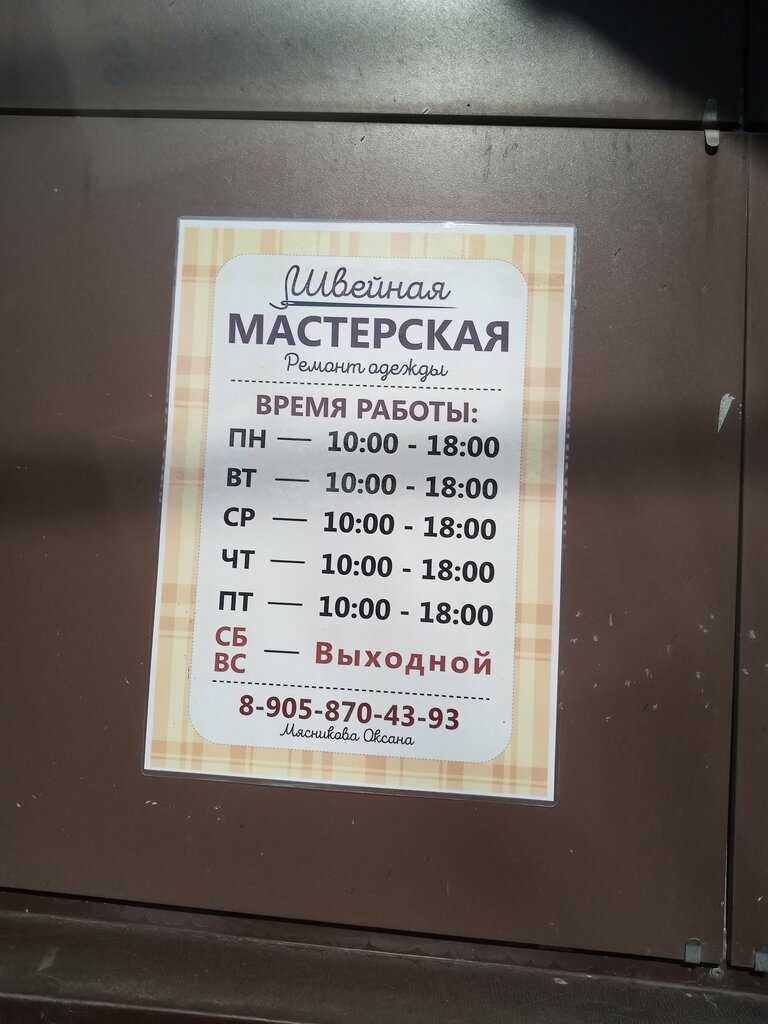 Швейная
МАСТЕРСКАЯ
Ремонт одежды
ВРЕМЯ РАБОТЫ:
ПН — 10:00 - 18:00
ВТ — 10:00 - 18:00
СР — 10:00 - 18:00
ЧТ — 10:00 - 18:00
ПТ — 10:00 - 18:00
СБ
ВС — Выходной
8-905-870-43-93
Мясникова Оксана